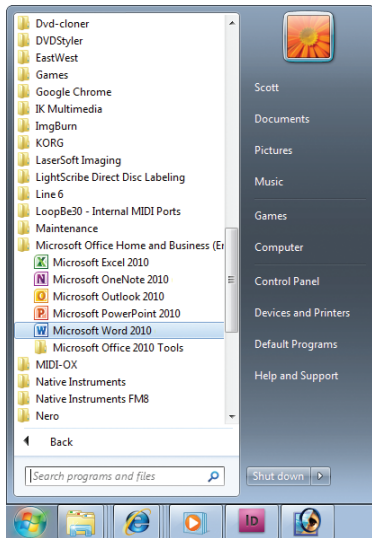 Dvd-cloner
DVDStyler
EastWest
Games
Google Chrome
IK Multimedia
ImgBurn
KORG
LaserSoft Imaging
LightScribe Direct Disc Labeling
Line 6
LoopBe30 - Internal MIDI Ports
Maintenance
Microsoft Office Home and Business (Er
Microsoft Excel 2010
Microsoft OneNote 2010
Microsoft Outlook 2010
Microsoft PowerPoint 2010
Microsoft Word 2010
Microsoft Office 2010 Tools
MIDI-OX
Native Instruments
Native Instruments FM8
Nero
Back
Search programs and files
Scott
Documents
Pictures
Music
Games
Computer
Control Panel
Devices and Printers
Default Programs
Help and Support
Shut down
ID